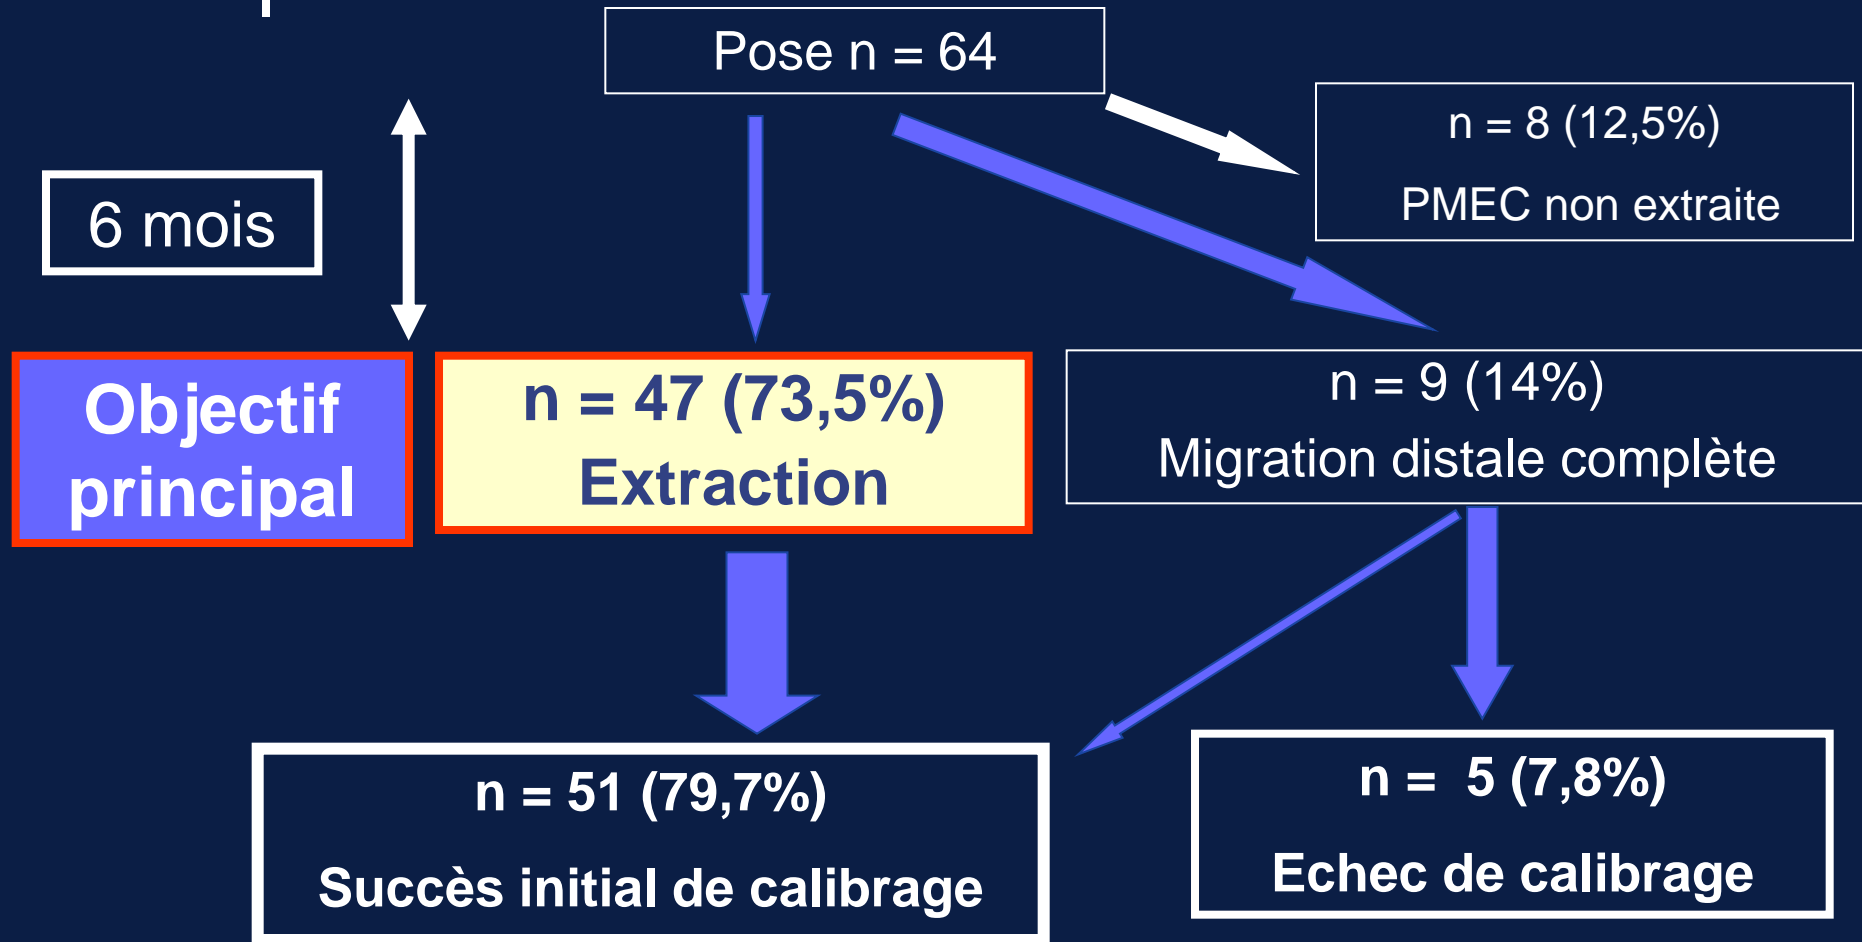 Pose n = 64
n = 8 (12,5%)
PMEC non extraite
6 mois
Objectif
principal
n = 47 (73,5%)
Extraction
n = 9 (14%)
Migration distale complète
n = 51 (79,7%)
Succès initial de calibrage
n =  5 (7,8%)
Echec de calibrage